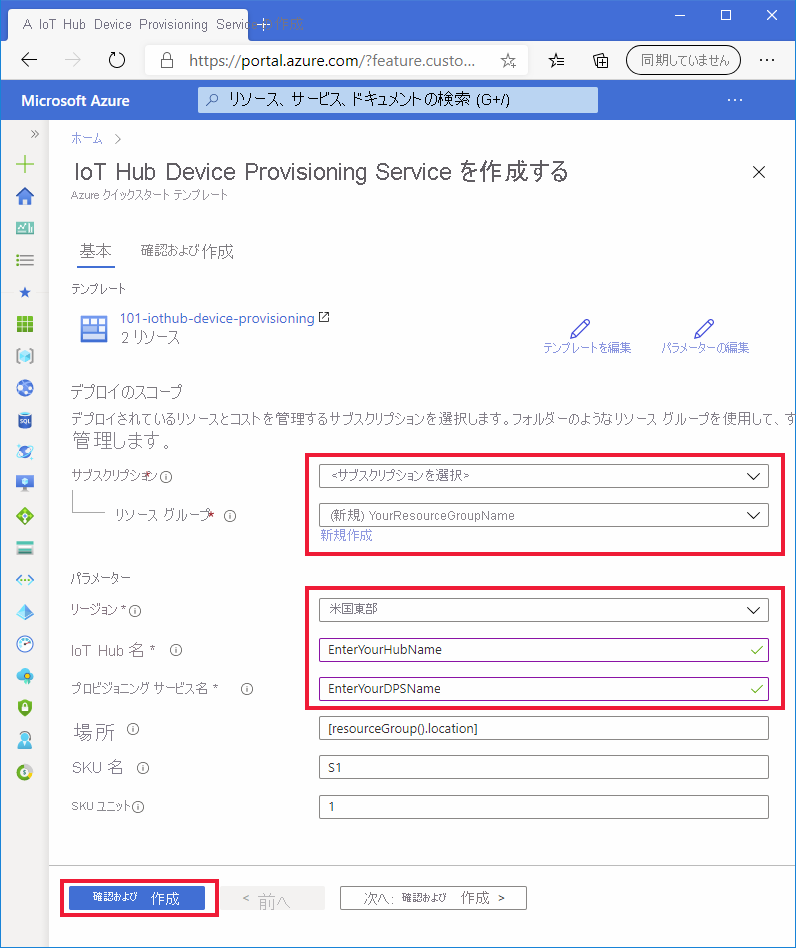 A IoT Hub Device Provisioning Servic を作成
https://portal.azure.com/?feature.custo... 同期していません
Microsoft Azure リソース、サービス、ドキュメントの検索 (G+/)
ホーム
IoT Hub Device Provisioning Service を作成する
Azure クイックスタート テンプレート
基本 確認および作成
テンプレート
101-iothub-device-provisioning
2 リソース
テンプレートを編集 パラメーターの編集
デプロイのスコープ
デプロイされているリソースとコストを管理するサブスクリプションを選択します。フォルダーのようなリソース グループを使用して、す
管理します。
サブスクリプション* <サブスクリプションを選択>
リソース グループ* (新規) YourResourceGroupName
新規作成
パラメーター
リージョン * 米国東部
IoT Hub 名 * EnterYourHubName
プロビジョニング サービス名 * EnterYourDPSName
場所 [resourceGroup().location]
SKU 名 S1
SKU ユニット 1
確認および 作成 < 前へ 次へ: 確認および 作成 >